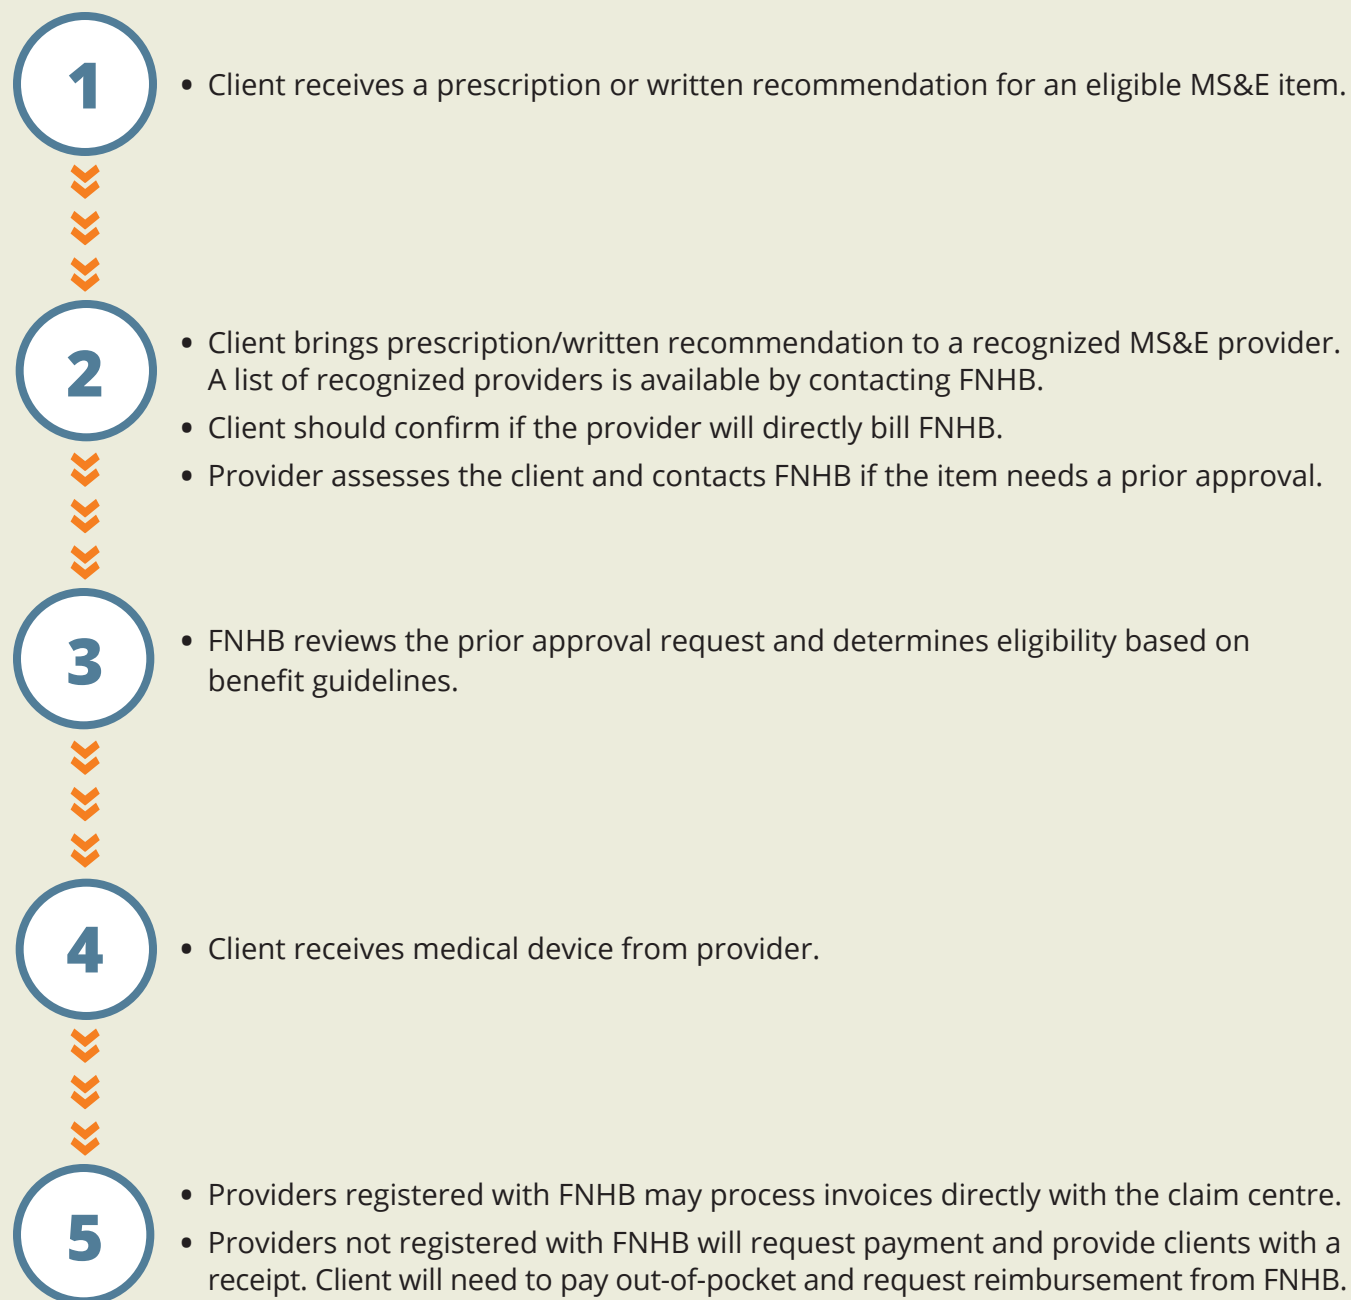 1
• Client receives a prescription or written recommendation for an eligible MS&E item.
2
• Client brings prescription/written recommendation to a recognized MS&E provider.
A list of recognized providers is available by contacting FNHB.
• Client should confirm if the provider will directly bill FNHB.
• Provider assesses the client and contacts FNHB if the item needs a prior approval.
3
• FNHB reviews the prior approval request and determines eligibility based on
benefit guidelines.
4
• Client receives medical device from provider.
5
• Providers registered with FNHB may process invoices directly with the claim centre.
• Providers not registered with FNHB will request payment and provide clients with a
receipt. Client will need to pay out-of-pocket and request reimbursement from FNHB.